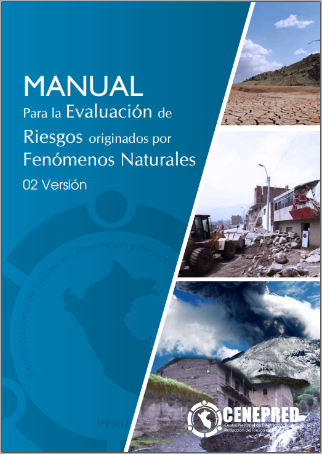 MANUAL
Para la Evaluación de
Riesgos originados por
Fenómenos Naturales
02 Versión
CENEPRED
PERÚ